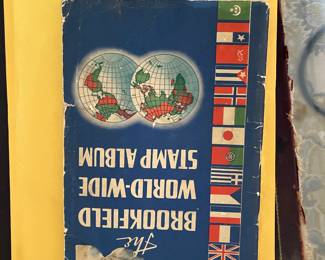 The
BROOKFIELD
WORLD-WIDE
STAMP ALBUM